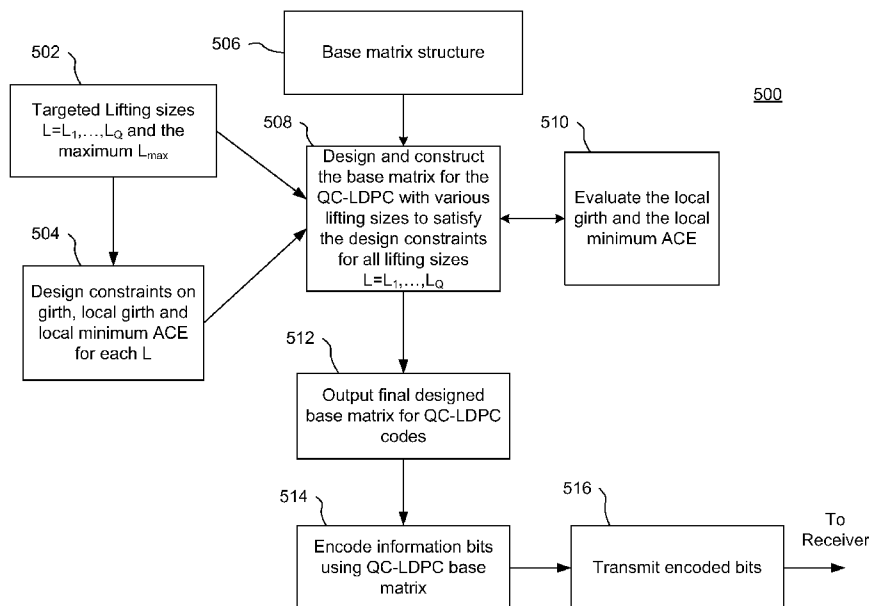 506
Base matrix structure
502
Targeted Lifting sizes
L=L₁,…,L_Q and the
maximum L_max
500
508
Design and construct
the base matrix for the
QC-LDPC with various
lifting sizes to satisfy
the design constraints
for all lifting sizes
L=L₁,…,L_Q
510
Evaluate the local
girth and the local
minimum ACE
504
Design constraints on
girth, local girth and
local minimum ACE
for each L
512
Output final designed
base matrix for QC-LDPC
codes
514
Encode information bits
using QC-LDPC base
matrix
516
Transmit encoded bits
To
Receiver